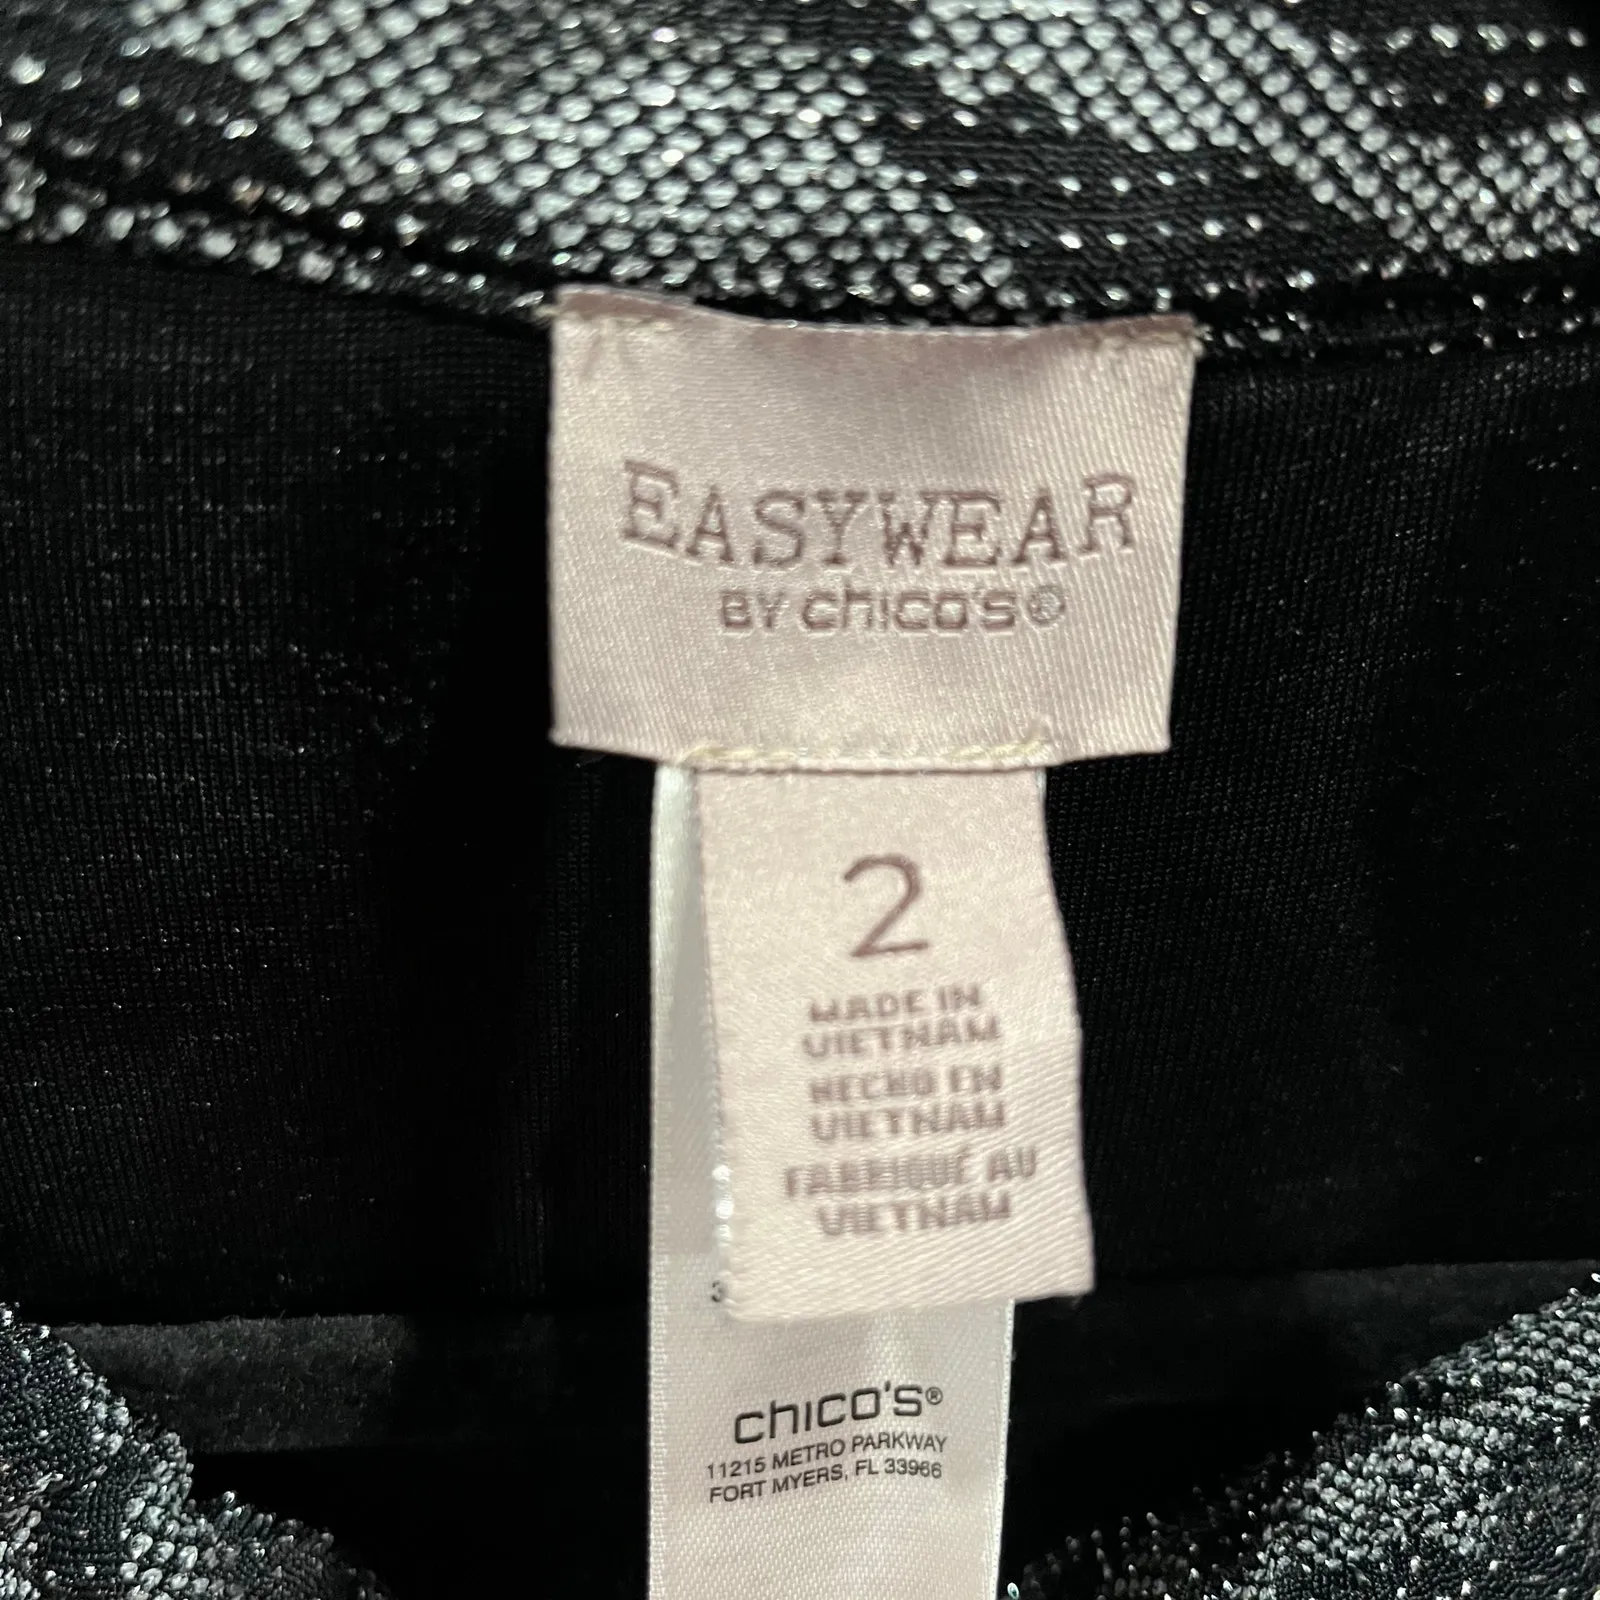 EASYWEAR
BY chico's®
2
MADE IN
VIETNAM
HECHO EN
VIETNAM
FABRIQUÉ AU
VIETNAM
3
chico's®
11215 METRO PARKWAY
FORT MYERS, FL 33966